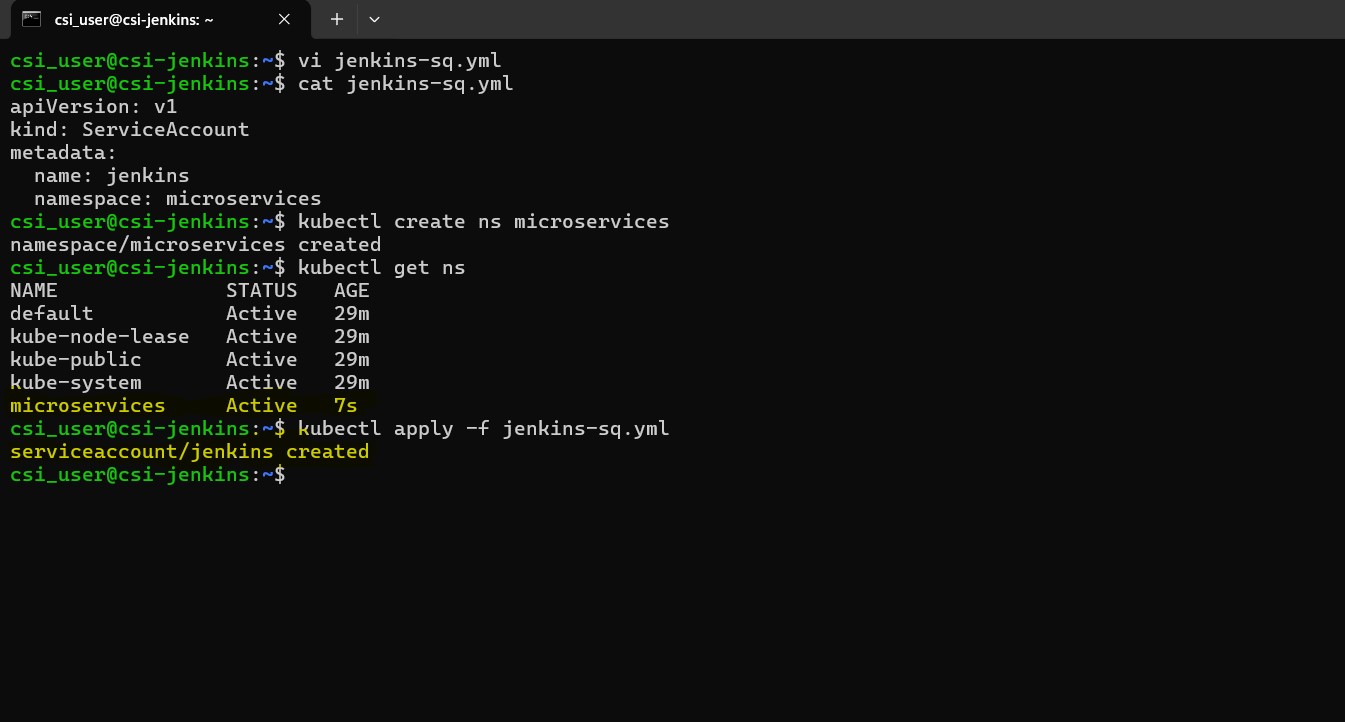 csi_user@csi-jenkins: ~
csi_user@csi-jenkins:~$ vi jenkins-sq.yml
csi_user@csi-jenkins:~$ cat jenkins-sq.yml
apiVersion: v1
kind: ServiceAccount
metadata:
  name: jenkins
  namespace: microservices
csi_user@csi-jenkins:~$ kubectl create ns microservices
namespace/microservices created
csi_user@csi-jenkins:~$ kubectl get ns
NAME              STATUS   AGE
default           Active   29m
kube-node-lease   Active   29m
kube-public       Active   29m
kube-system       Active   29m
microservices     Active   7s
csi_user@csi-jenkins:~$ kubectl apply -f jenkins-sq.yml
serviceaccount/jenkins created
csi_user@csi-jenkins:~$